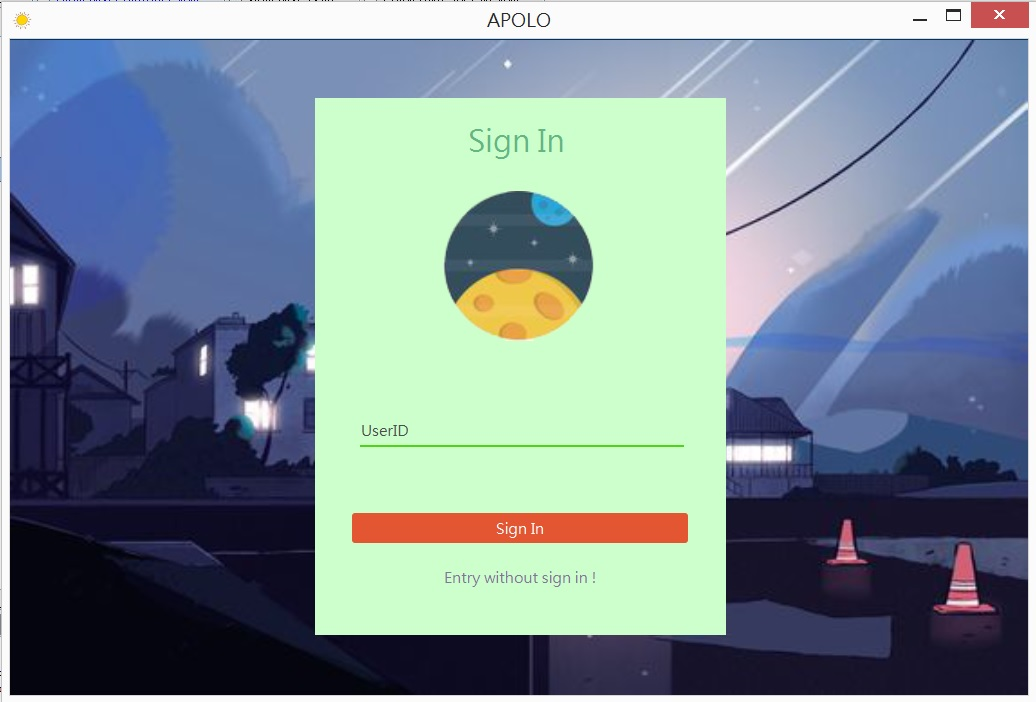 APOLO
Sign In
UserID
Sign In
Entry without sign in !